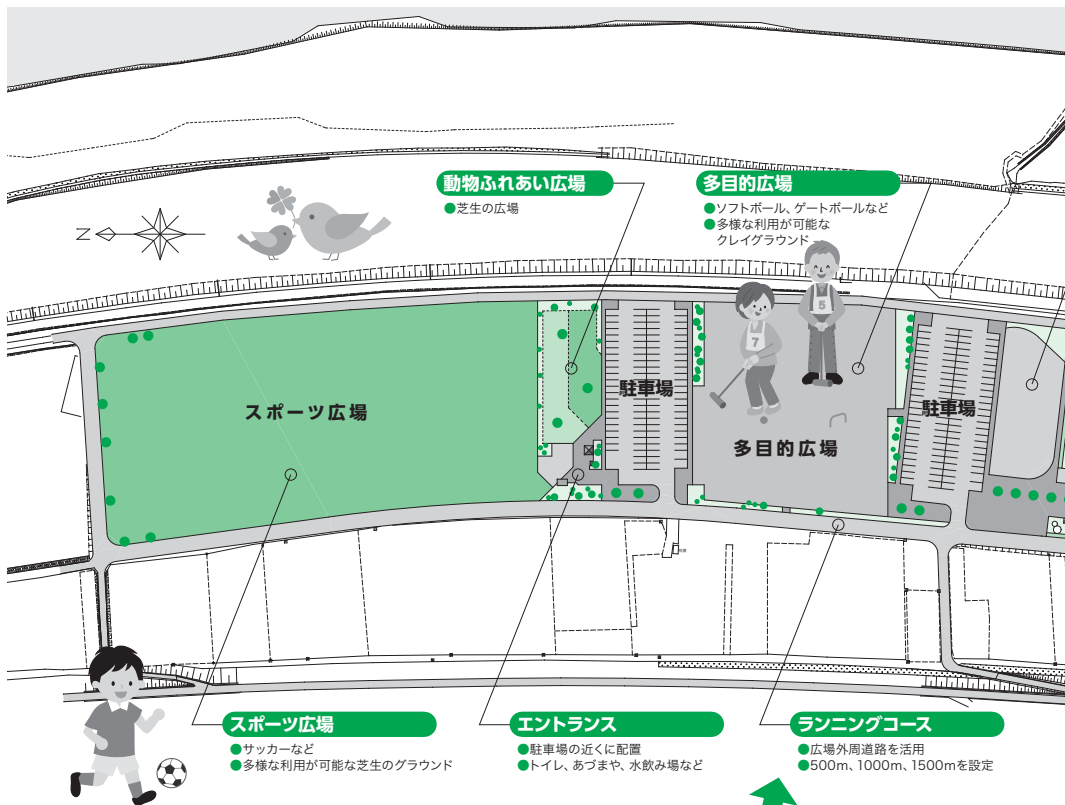 動物ふれあい広場
●芝生の広場
多目的広場
●ソフトボール、ゲートボールなど
●多様な利用が可能な
クレイグラウンド
N
5
7
スポーツ広場
駐車場
多目的広場
駐車場
スポーツ広場
●サッカーなど
●多様な利用が可能な芝生のグラウンド
エントランス
●駐車場の近くに配置
●トイレ、あづまや、水飲み場など
ランニングコース
●広場外周道路を活用
●500m、1000m、1500mを設定